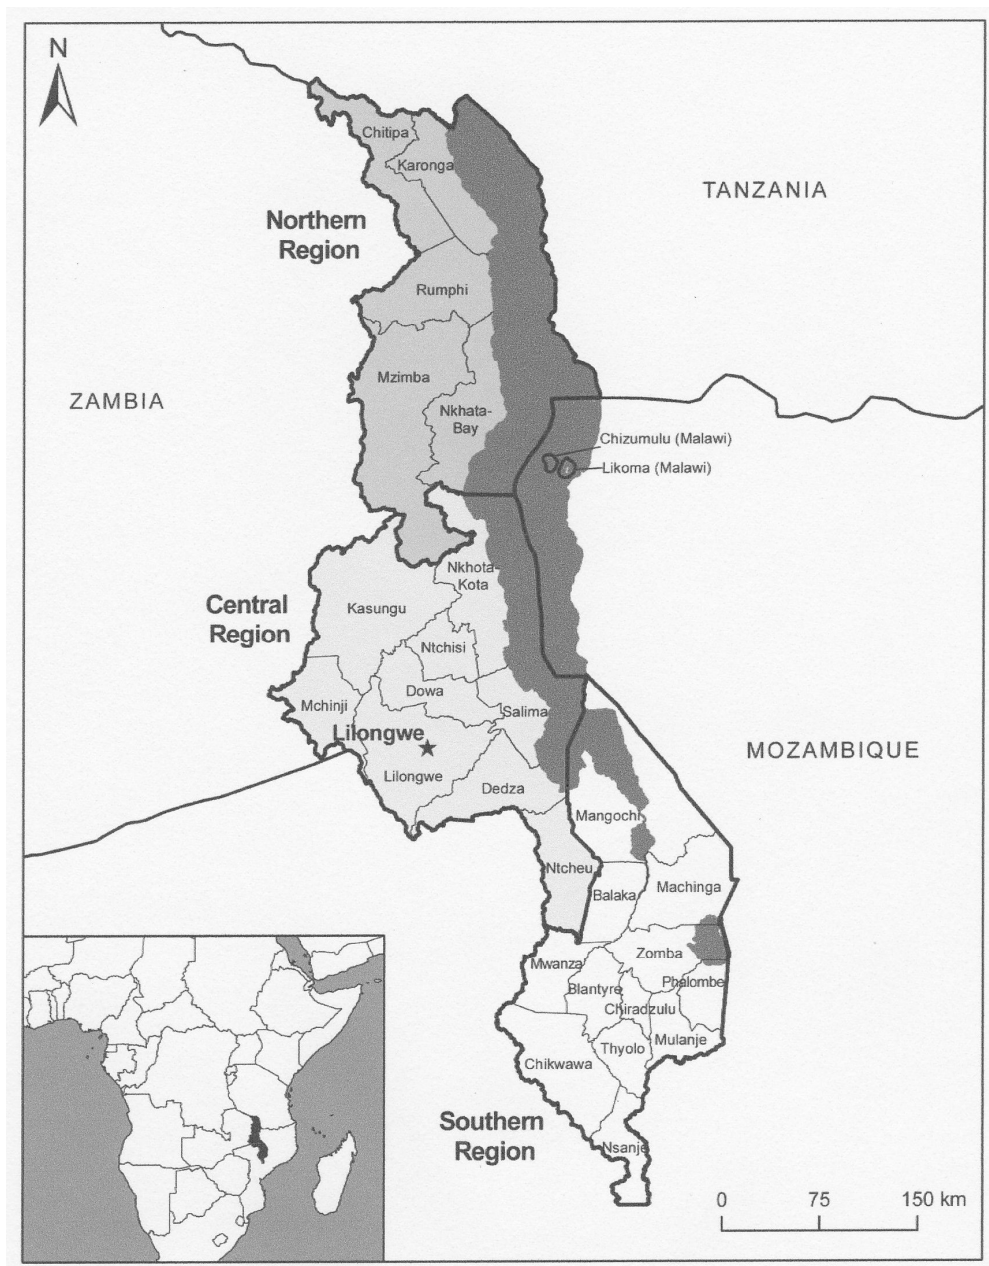 N
Chitipa
Karonga
TANZANIA
Northern
Region
Rumphi
Mzimba
ZAMBIA
Nkhata-
Bay
Chizumulu (Malawi)
Likoma (Malawi)
Nkhota-
Kota
Central
Region
Kasungu
Ntchisi
Dowa
Mchinji
Salima
Lilongwe
MOZAMBIQUE
Lilongwe
Dedza
Mangochi
Ntcheu
Machinga
Balaka
Zomba
Mwanza
Phalombe
Blantyre
Chiradzulu
Mulanje
Thyolo
Chikwawa
Southern
Region
Nsanje
0 75 150 km